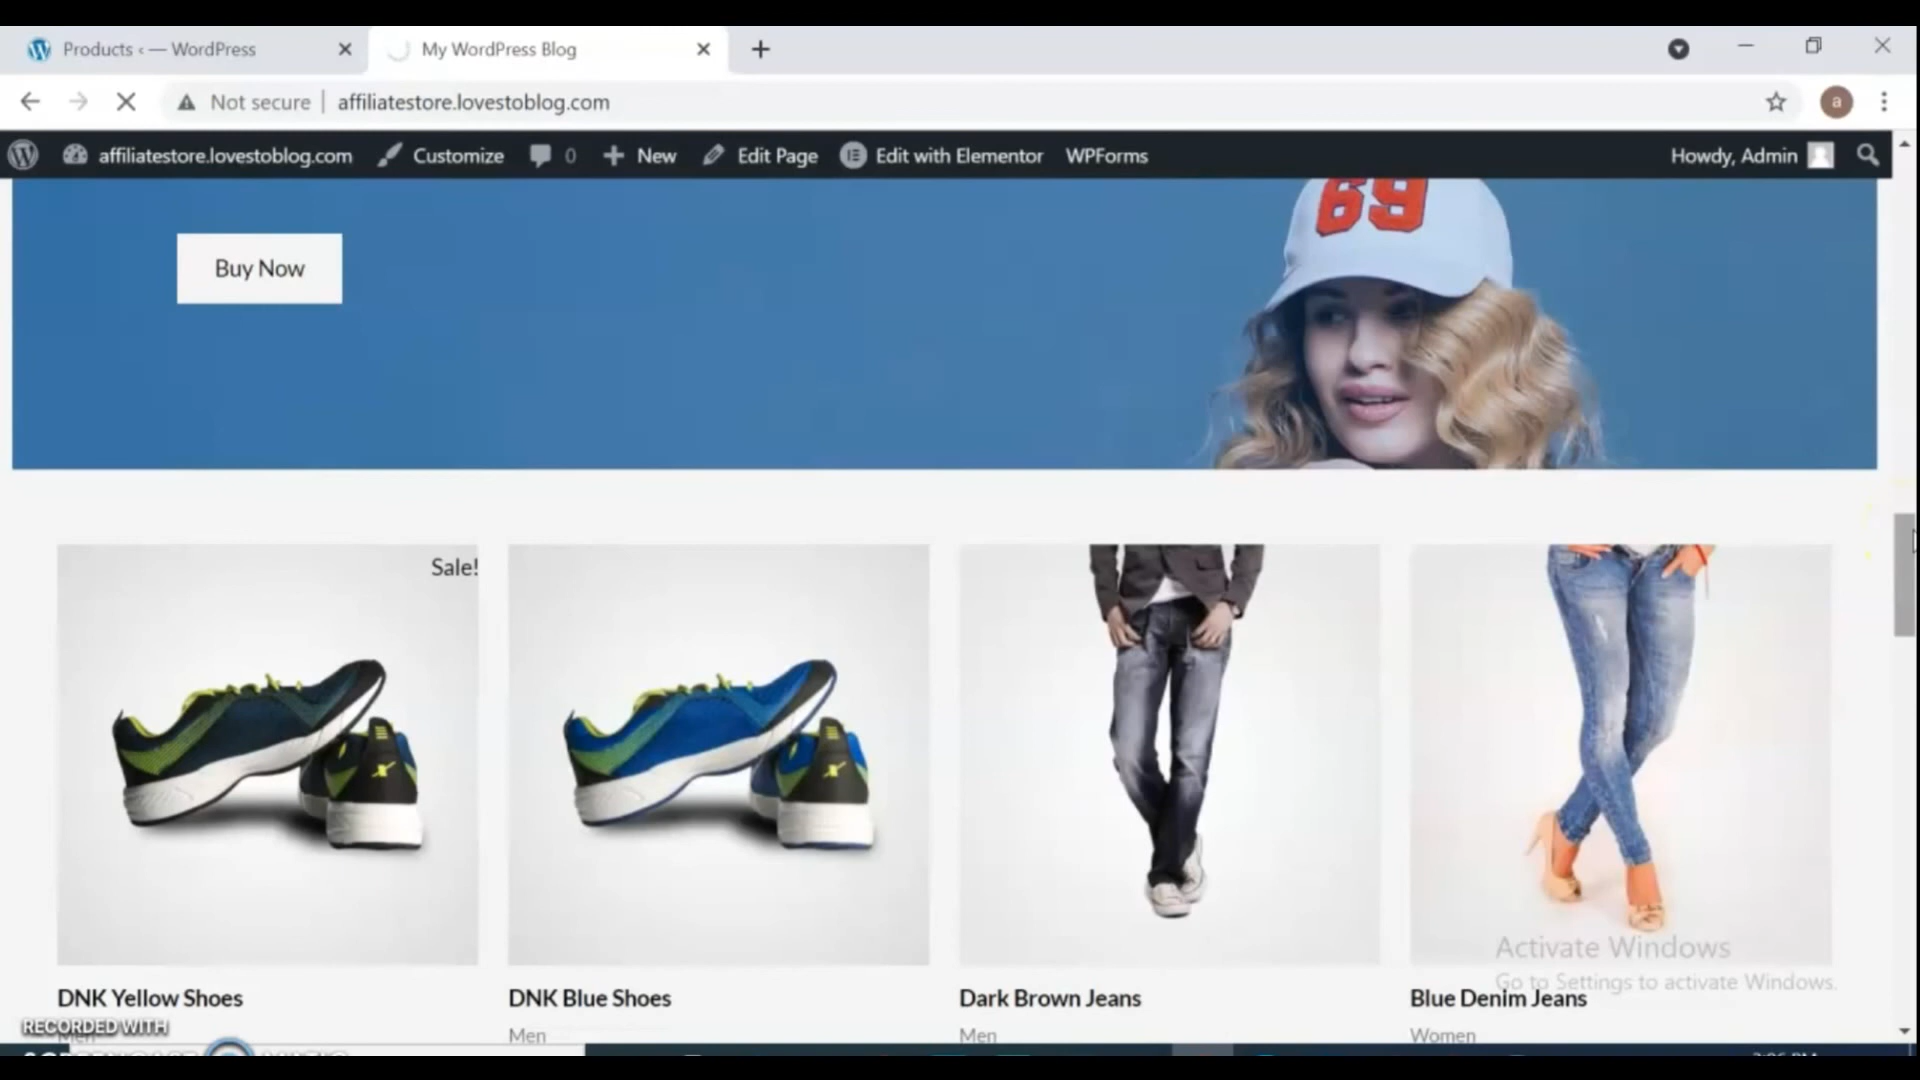 Products ‹ — WordPress
My WordPress Blog
Not secure
affiliatestore.lovestoblog.com
affiliatestore.lovestoblog.com
Customize
0
New
Edit Page
Edit with Elementor
WPForms
Howdy, Admin
69
Buy Now
Sale!
Activate Windows
Go to Settings to activate Windows.
DNK Yellow Shoes
DNK Blue Shoes
Dark Brown Jeans
Blue Denim Jeans
RECORDED WITH
Men
Men
Men
Women